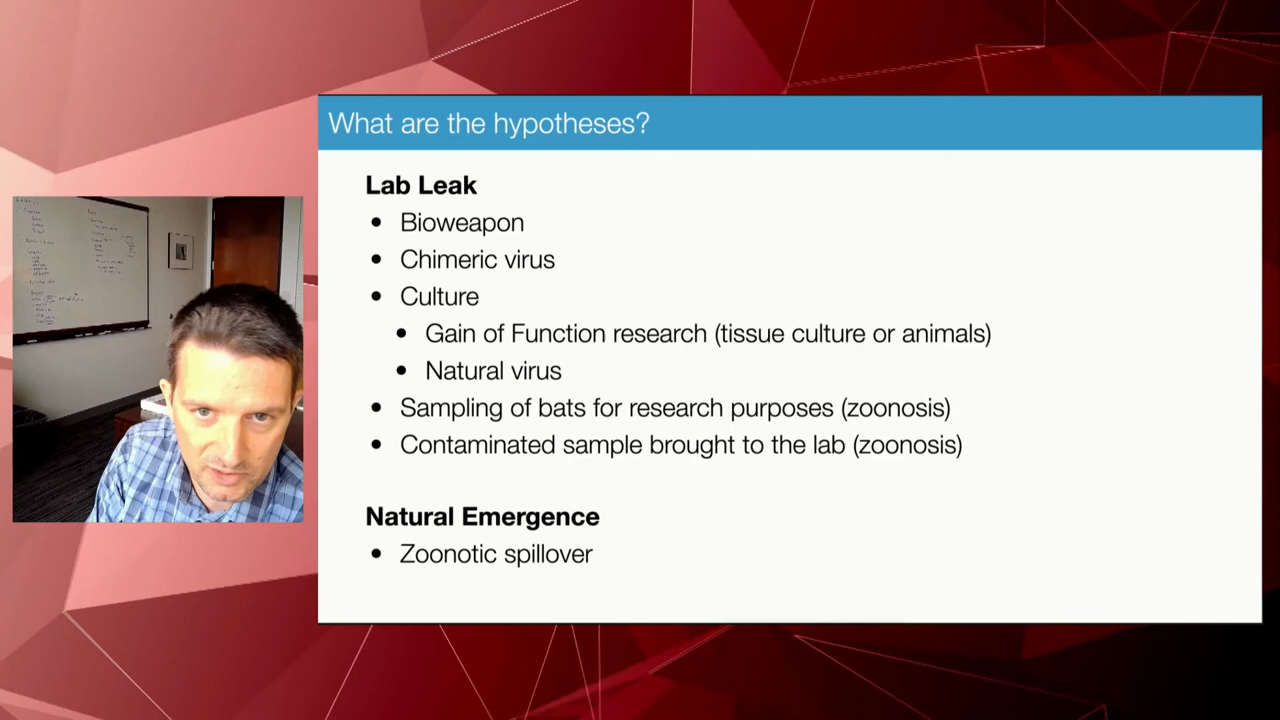 What are the hypotheses?
Lab Leak
• Bioweapon
• Chimeric virus
• Culture
• Gain of Function research (tissue culture or animals)
• Natural virus
• Sampling of bats for research purposes (zoonosis)
• Contaminated sample brought to the lab (zoonosis)
Natural Emergence
• Zoonotic spillover